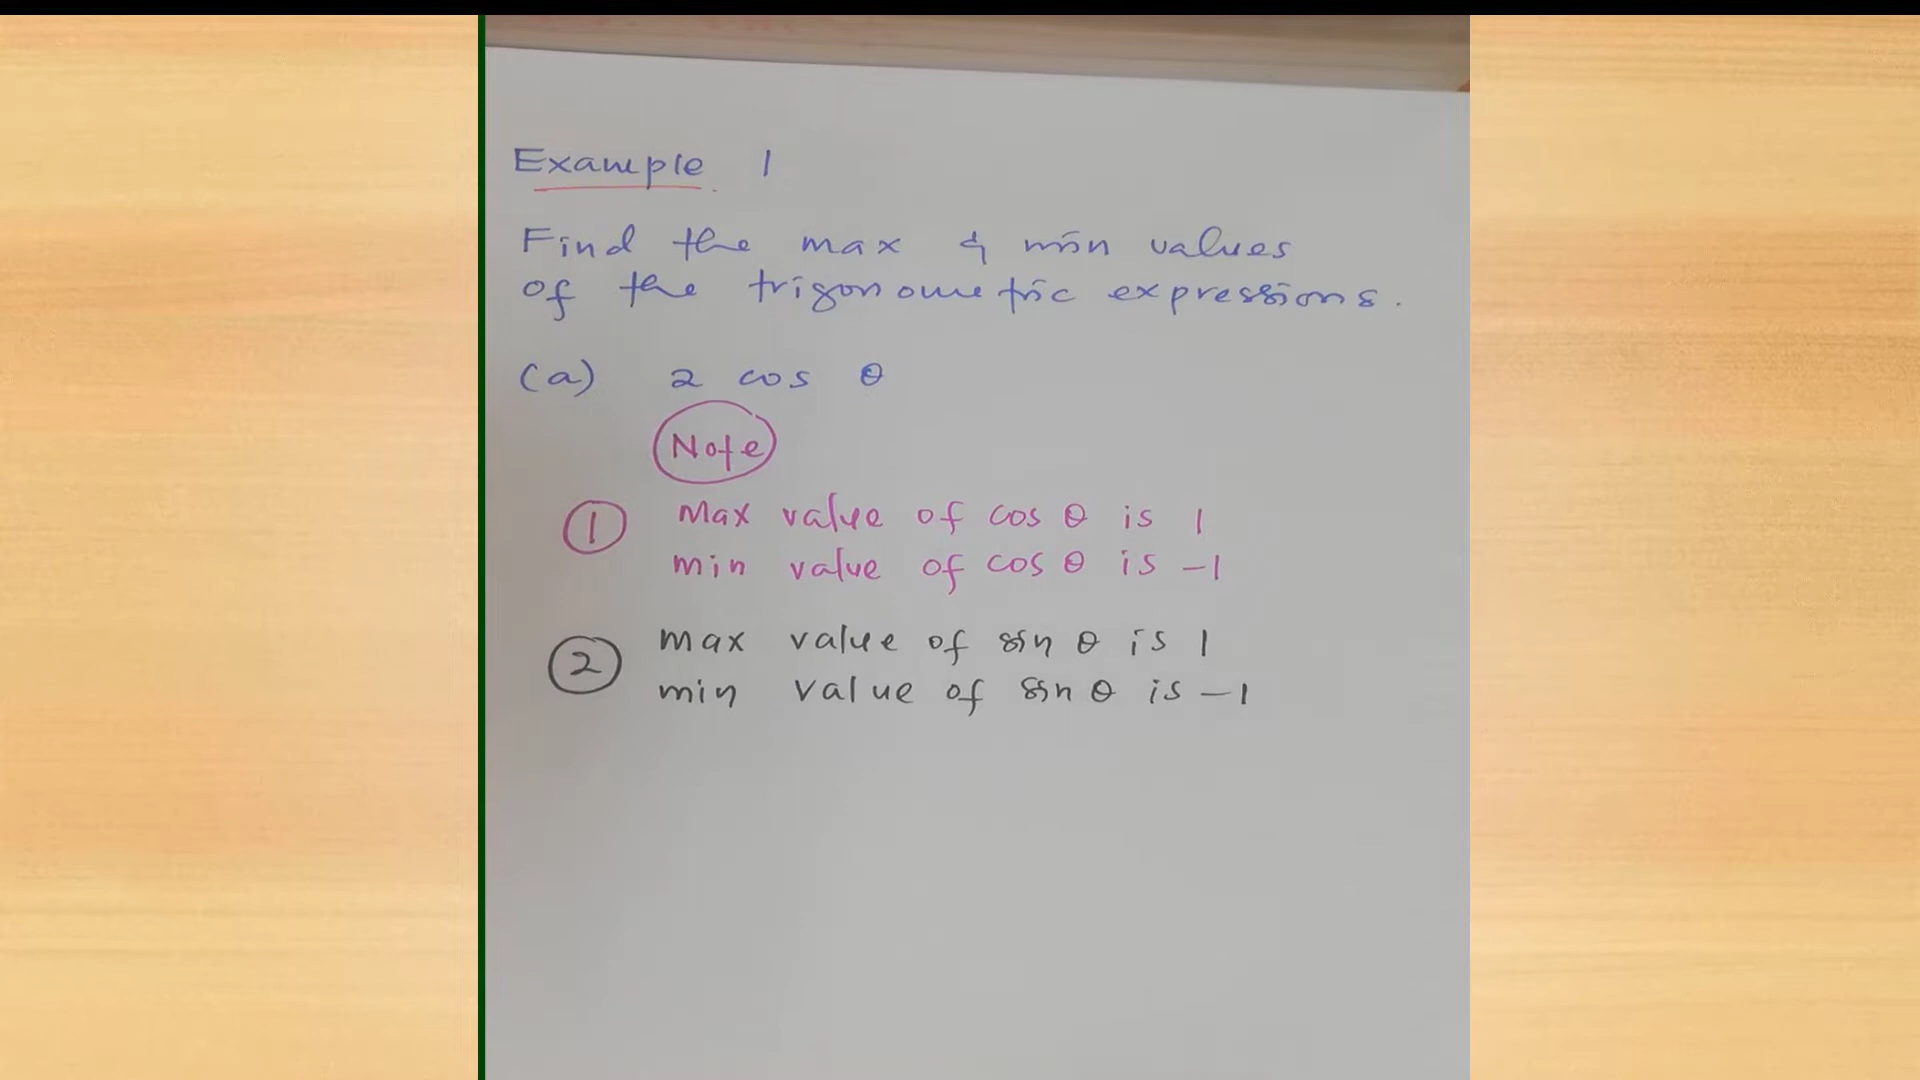 Example 1
Find the max & min values
of the trigonometric expressions.
(a) 2 cos θ
Note
① Max value of cos θ is 1
min value of cos θ is -1
② max value of sin θ is 1
min value of sin θ is -1